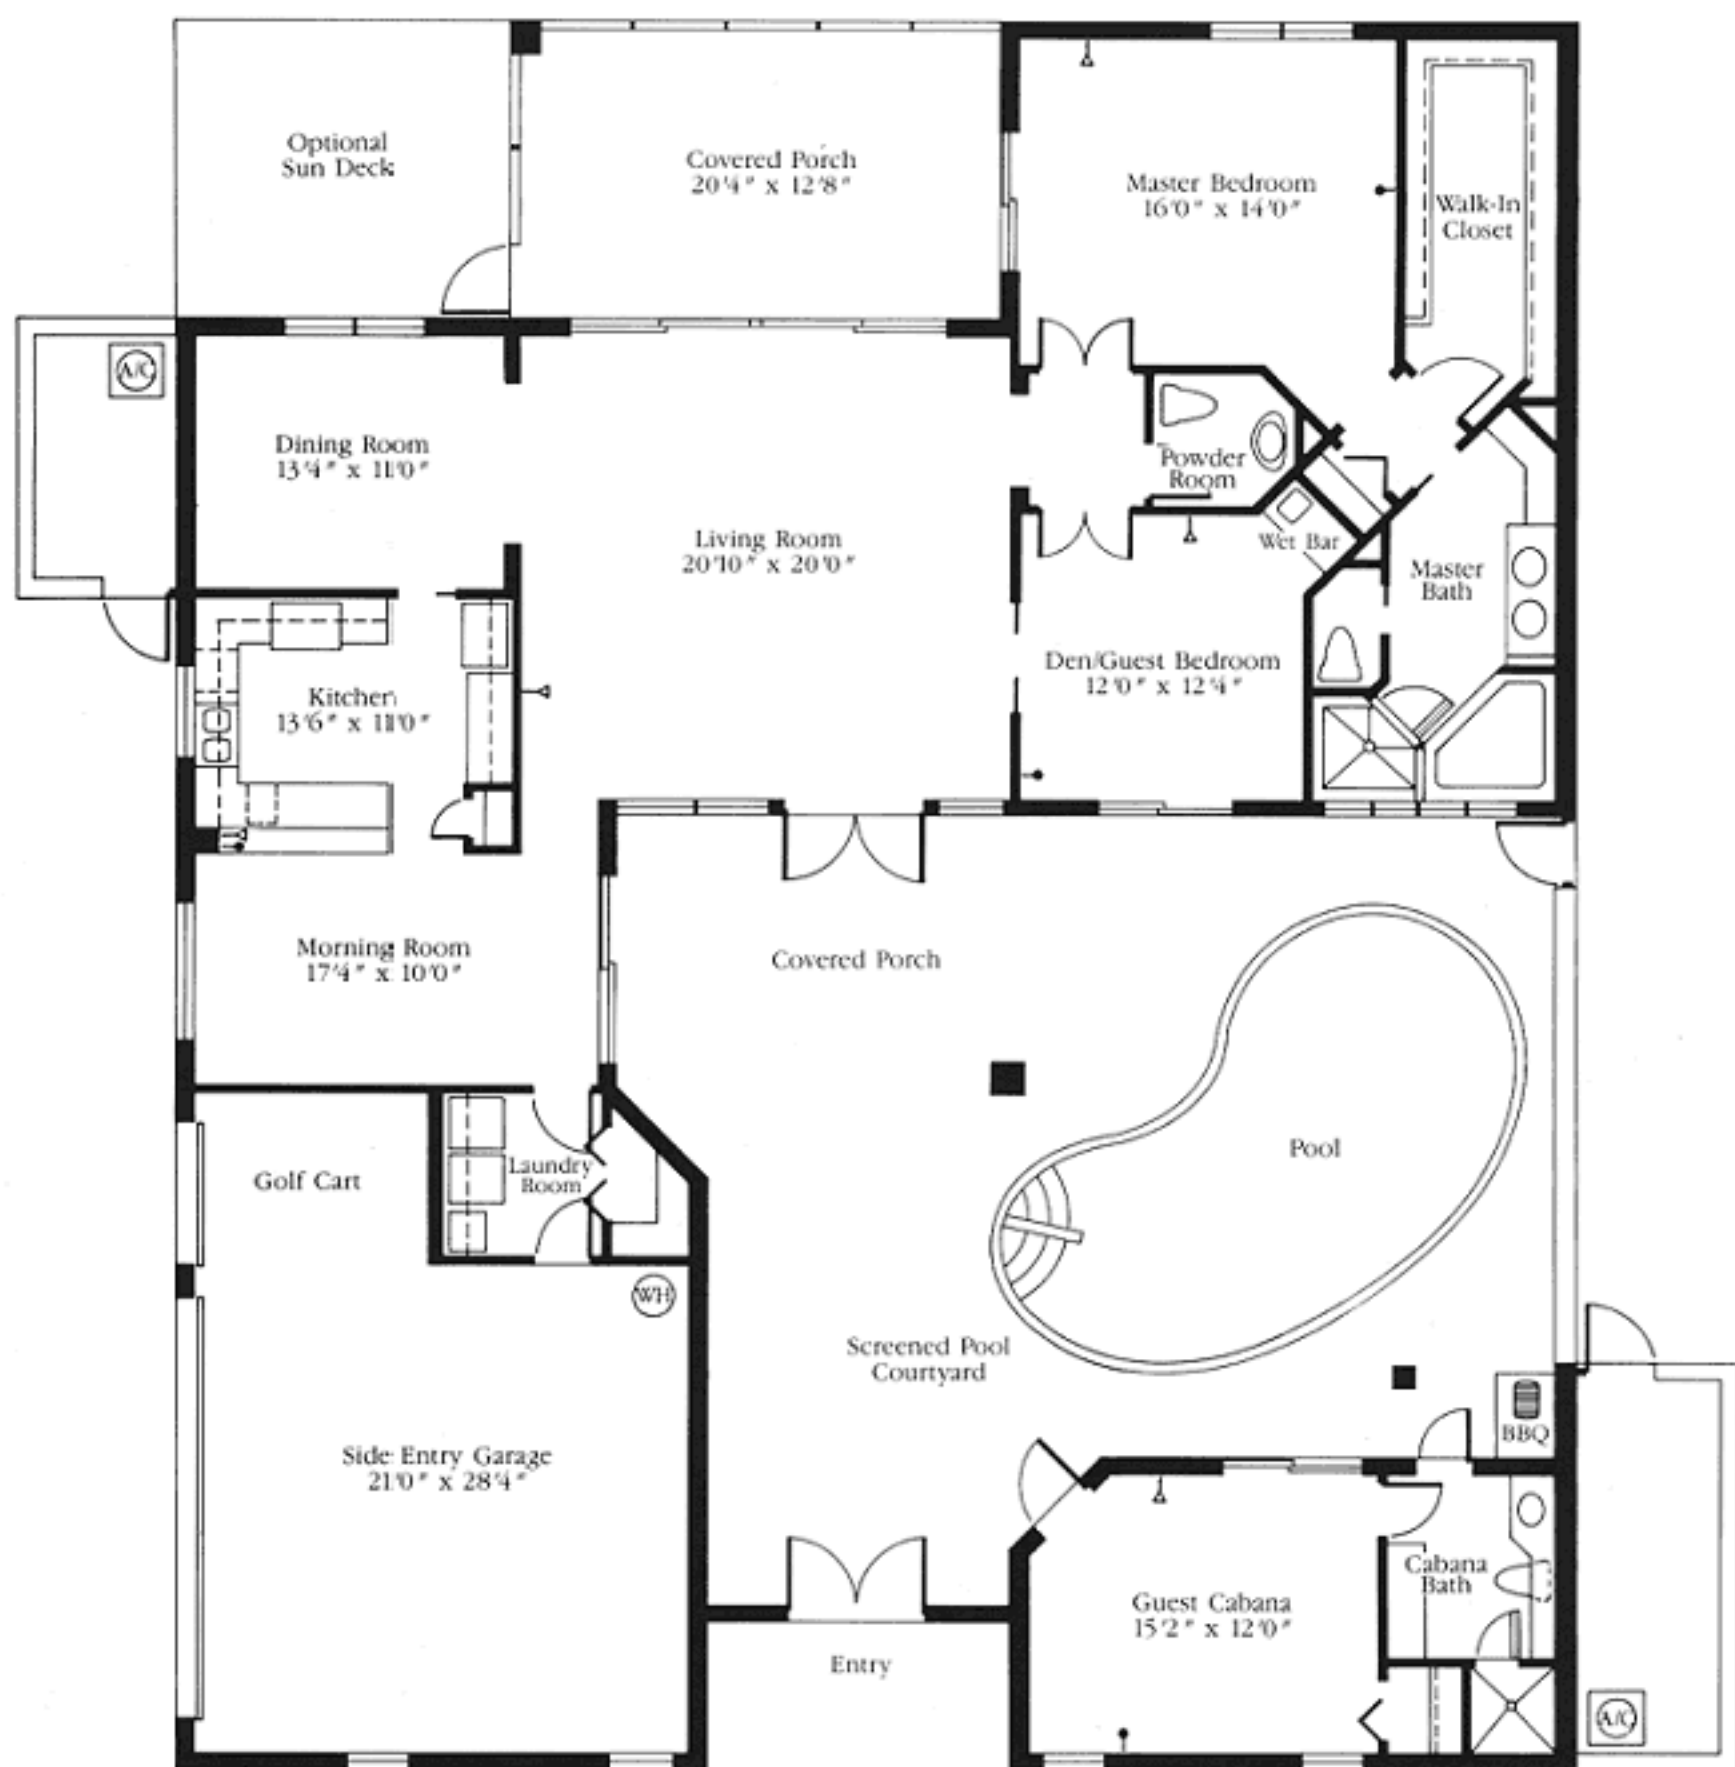 Optional
Sun Deck
Covered Porch
20'4" x 12'8"
Master Bedroom
16'0" x 14'0"
Walk-In
Closet
A/C
Dining Room
13'4" x 11'0"
Powder
Room
Living Room
20'10" x 20'0"
Wet Bar
Master
Bath
Kitchen
13'6" x 11'0"
Den/Guest Bedroom
12'0" x 12'4"
Morning Room
17'4" x 10'0"
Covered Porch
Pool
Golf Cart
Laundry
Room
WH
Screened Pool
Courtyard
Side Entry Garage
21'0" x 28'4"
BBQ
Cabana
Bath
Guest Cabana
15'2" x 12'0"
Entry
A/C